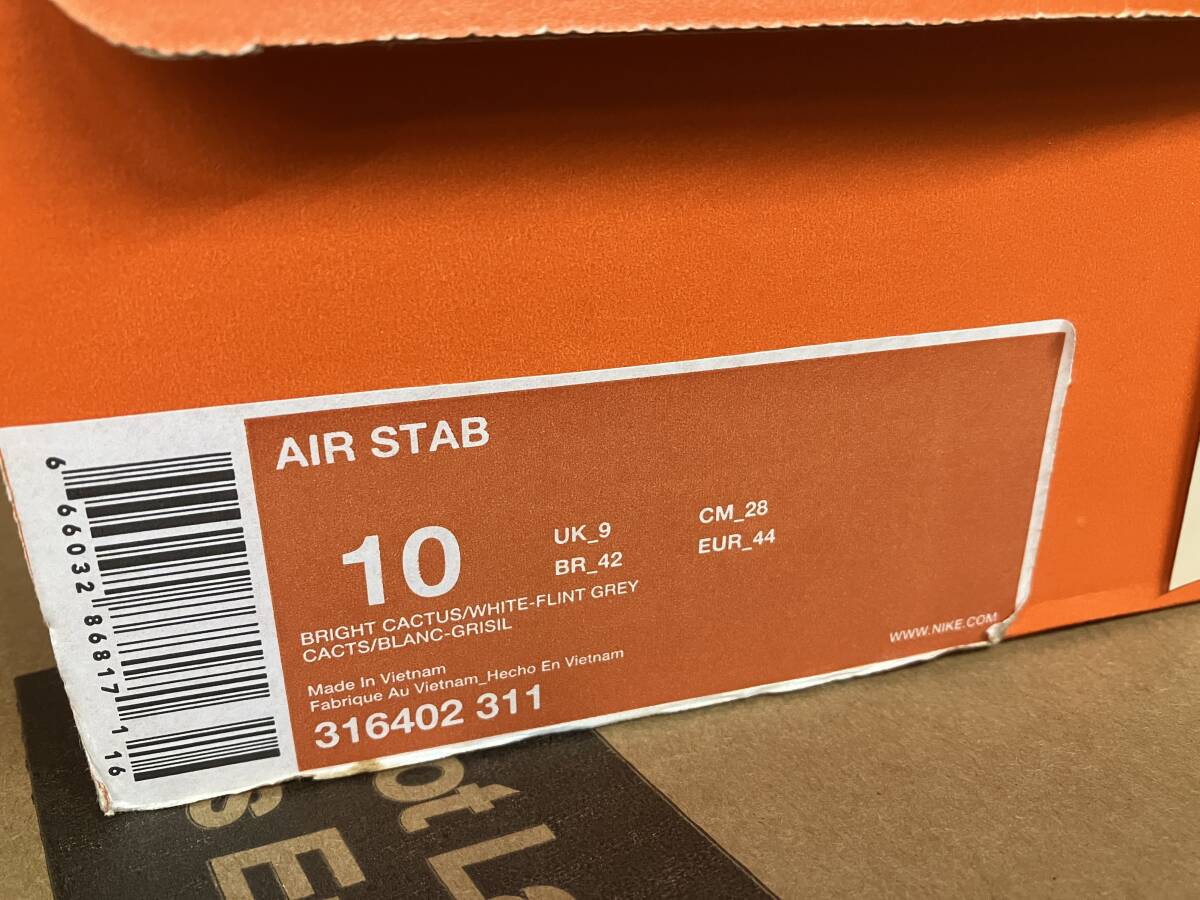 AIR STAB
10
UK_9
CM_28
BR_42
EUR_44
BRIGHT CACTUS/WHITE-FLINT GREY
CACTS/BLANC-GRISIL
WWW.NIKE.COM
Made In Vietnam
Fabrique Au Vietnam_Hecho En Vietnam
316402 311
6 66032 86817 1 16
ot L
s E